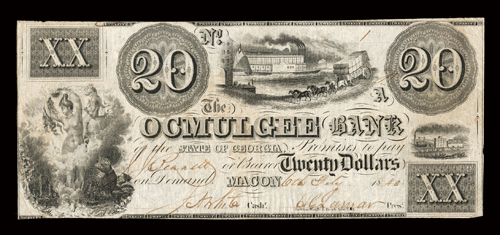 XX
20
No.
20
A
The
OCMULGEE BANK
of the STATE OF GEORGIA Promises to pay
or Bearer Twenty Dollars
on Demand MACON 18
Cash.r Pres.t
XX